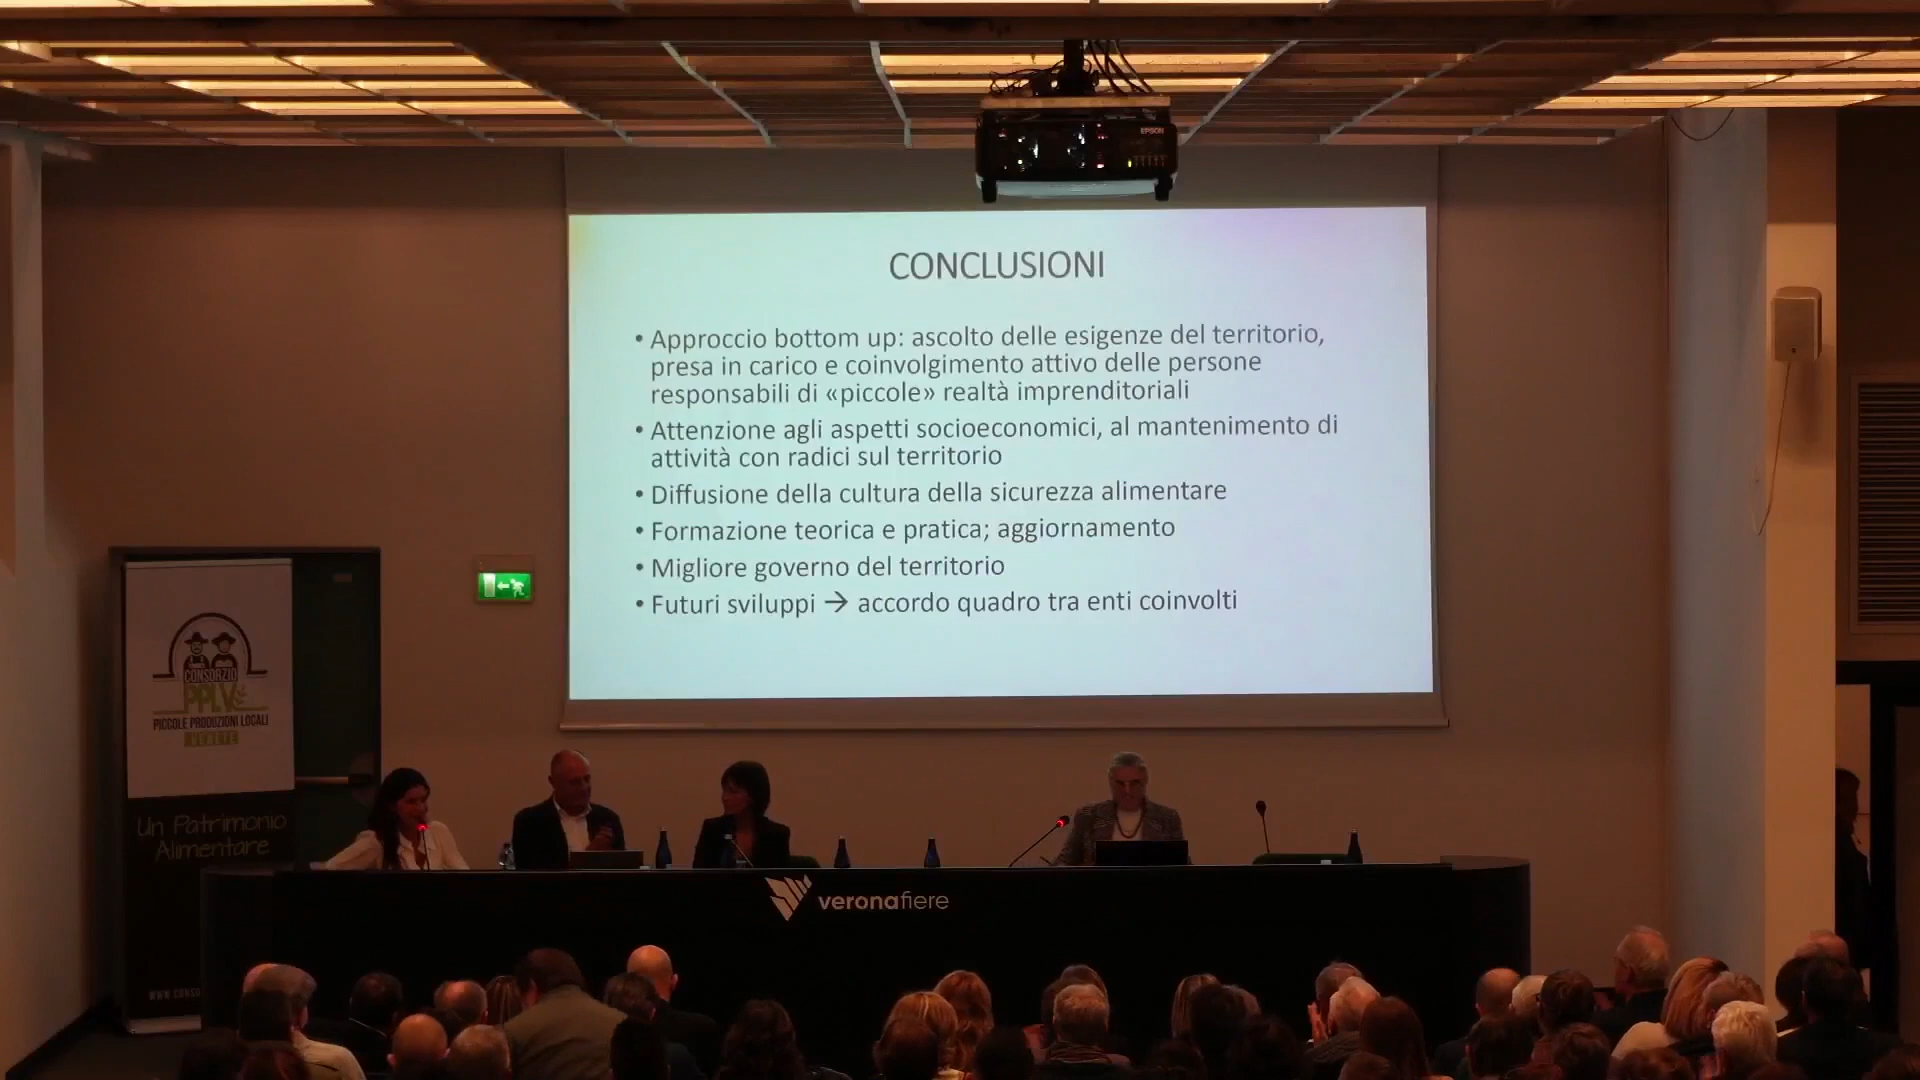 EPSON
CONCLUSIONI
• Approccio bottom up: ascolto delle esigenze del territorio,
presa in carico e coinvolgimento attivo delle persone
responsabili di «piccole» realtà imprenditoriali
• Attenzione agli aspetti socioeconomici, al mantenimento di
attività con radici sul territorio
• Diffusione della cultura della sicurezza alimentare
• Formazione teorica e pratica; aggiornamento
• Migliore governo del territorio
• Futuri sviluppi → accordo quadro tra enti coinvolti
CONSORZIO
PPLV
PICCOLE PRODUZIONI LOCALI
VENETE
Un Patrimonio
Alimentare
veronafiere